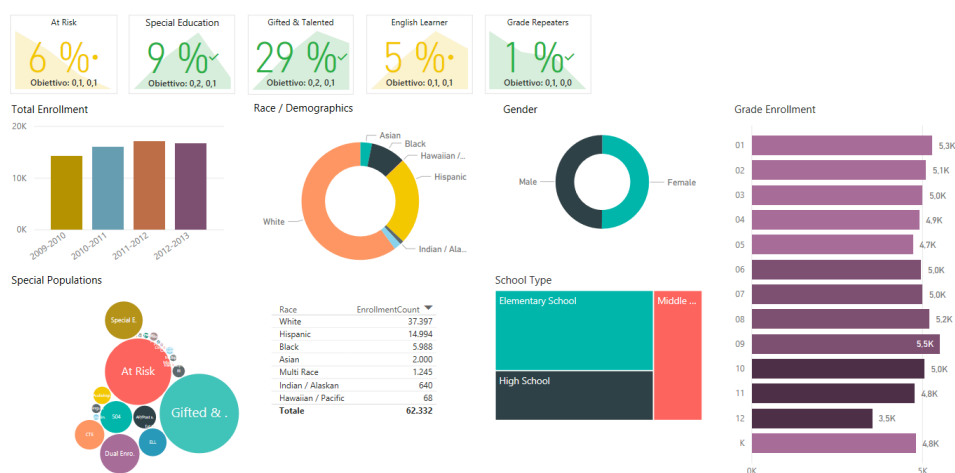 At Risk
6 %
Obiettivo: 0,1, 0,1
Special Education
9 %
Obiettivo: 0,2, 0,1
Gifted & Talented
29 %
Obiettivo: 0,2, 0,1
English Learner
5 %
Obiettivo: 0,1, 0,1
Grade Repeaters
1 %
Obiettivo: 0,1, 0,0
Total Enrollment
20K
10K
0K
2009-2010
2010-2011
2011-2012
2012-2013
Race / Demographics
Asian
Black
Hawaiian /...
Hispanic
White
Indian / Ala...
Gender
Male
Female
Grade Enrollment
01 5,3K
02 5,1K
03 5,0K
04 4,9K
05 4,7K
06 5,0K
07 5,0K
08 5,2K
09 5,5K
10 5,0K
11 4,8K
12 3,5K
K 4,8K
0K 5K
Special Populations
Special E.
At Risk
Gifted & .
504
CTE
Dual Enro.
ELL
Race EnrollmentCount
White 37.397
Hispanic 14.994
Black 5.988
Asian 2.000
Multi Race 1.245
Indian / Alaskan 640
Hawaiian / Pacific 68
Totale 62.332
School Type
Elementary School
Middle ...
High School